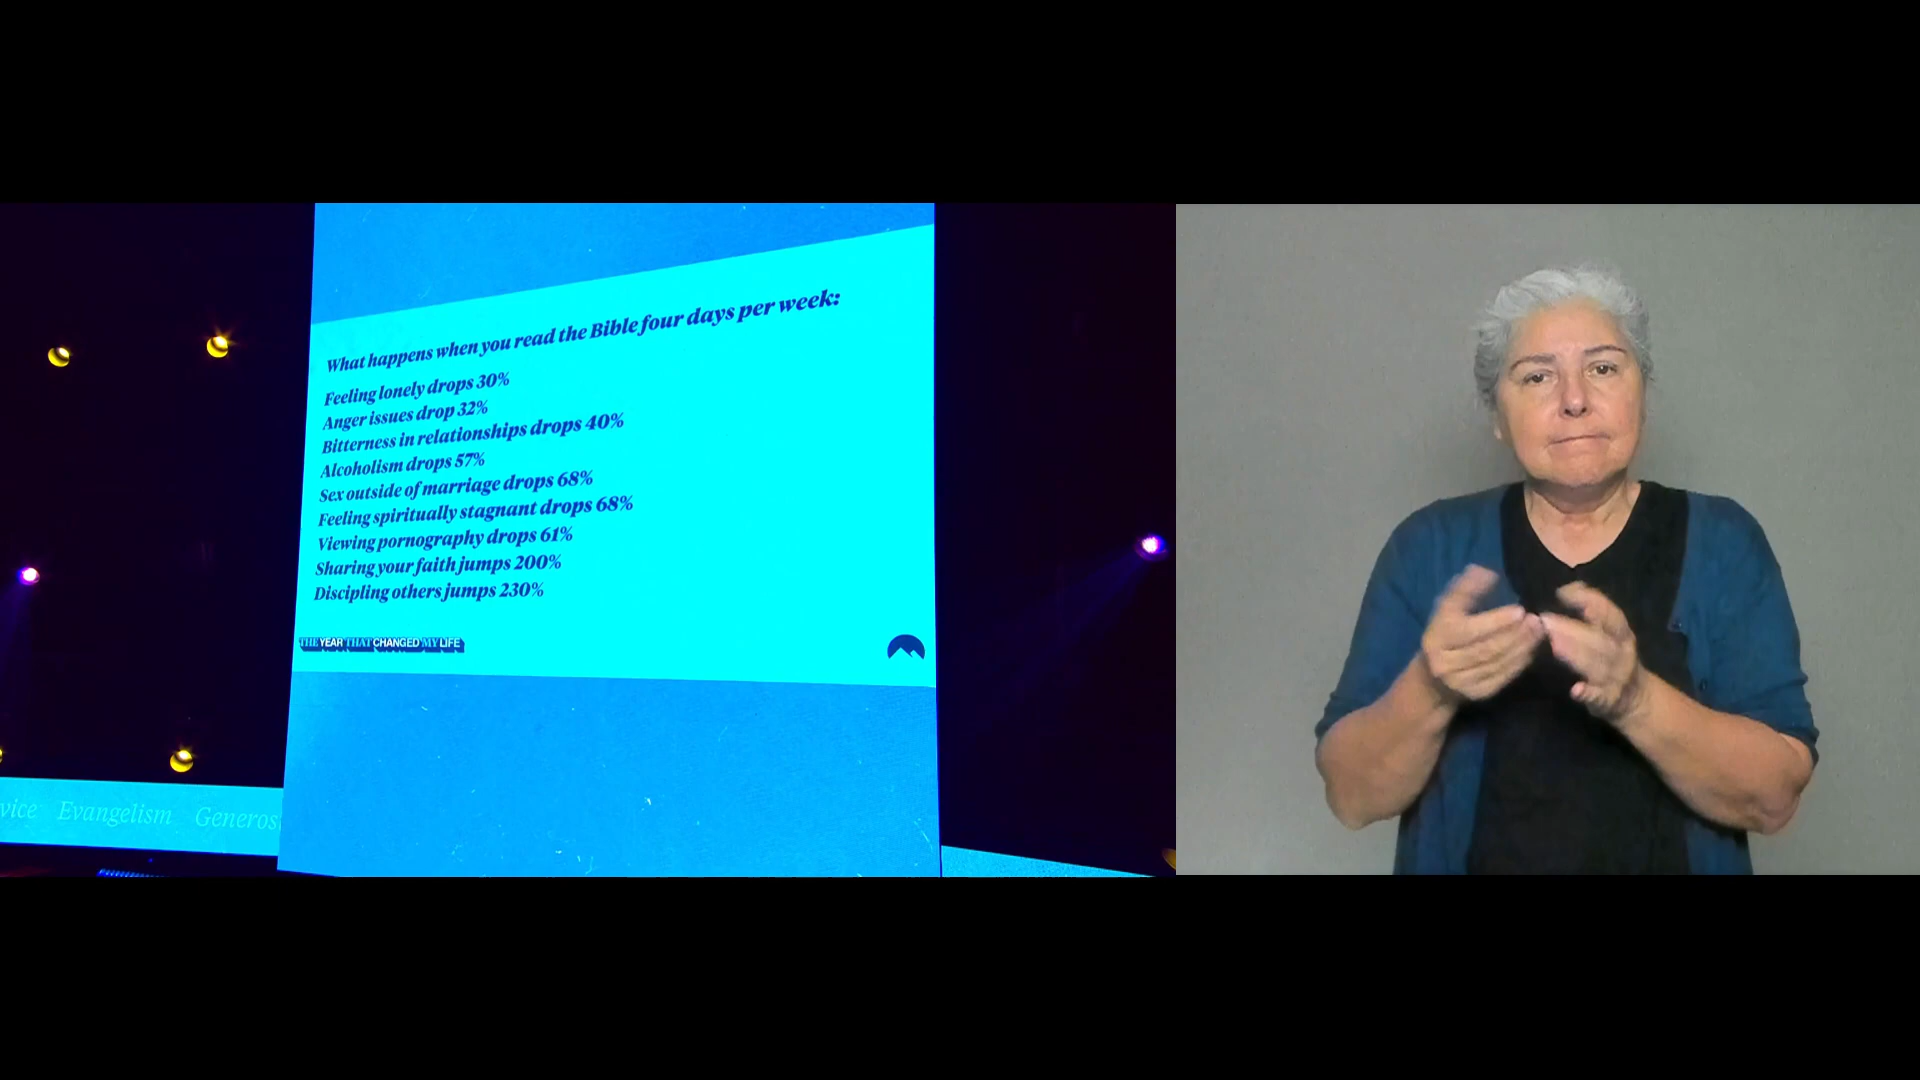 What happens when you read the Bible four days per week:
Feeling lonely drops 30%
Anger issues drop 32%
Bitterness in relationships drops 40%
Alcoholism drops 57%
Sex outside of marriage drops 68%
Feeling spiritually stagnant drops 68%
Viewing pornography drops 61%
Sharing your faith jumps 200%
Discipling others jumps 230%
THE YEAR THAT CHANGED MY LIFE
vice Evangelism Generos